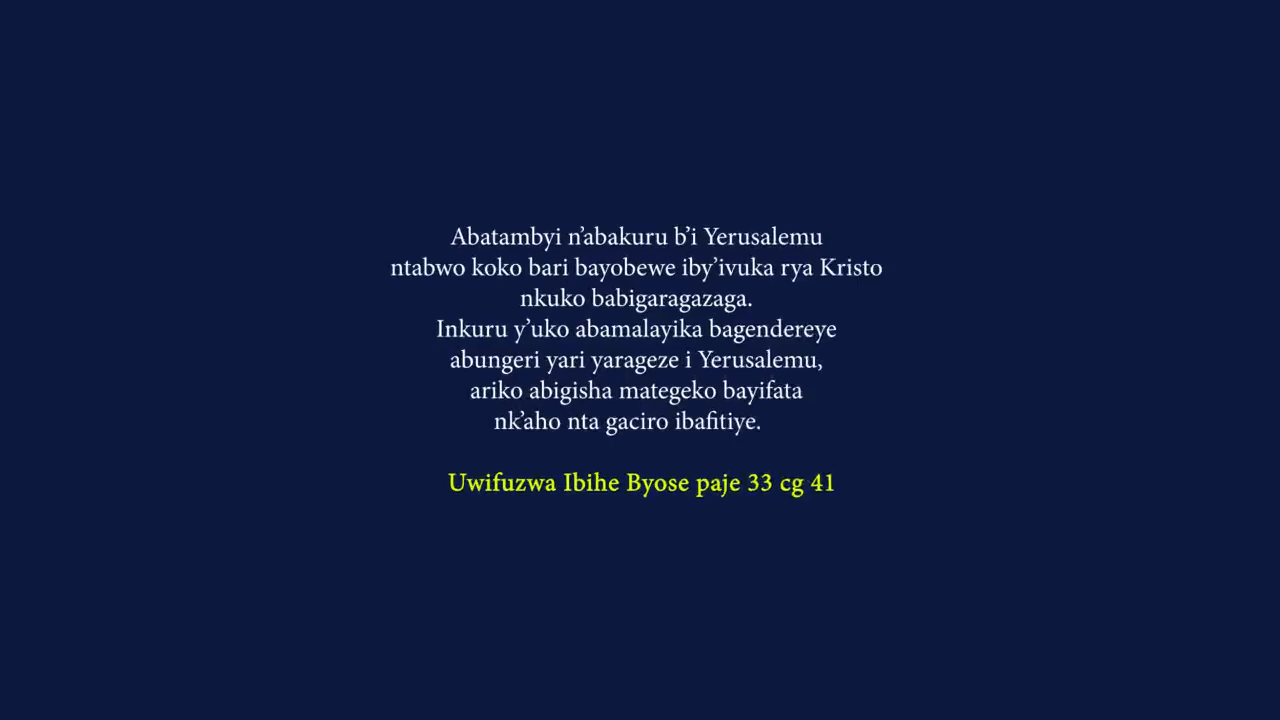 Abatambyi n’abakuru b’i Yerusalemu
ntabwo koko bari bayobewe iby’ivuka rya Kristo
nkuko babigaragazaga.
Inkuru y’uko abamalayika bagendereye
abungeri yari yarageze i Yerusalemu,
ariko abigisha mategeko bayifata
nk’aho nta gaciro ibafitiye.
Uwifuzwa Ibihe Byose paje 33 cg 41